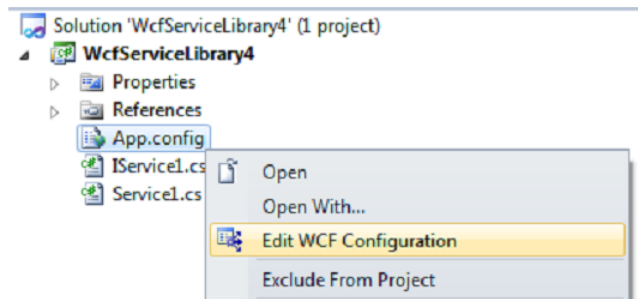 Solution 'WcfServiceLibrary4' (1 project)
WcfServiceLibrary4
Properties
References
App.config
IService1.cs
Service1.cs
Open
Open With...
Edit WCF Configuration
Exclude From Project